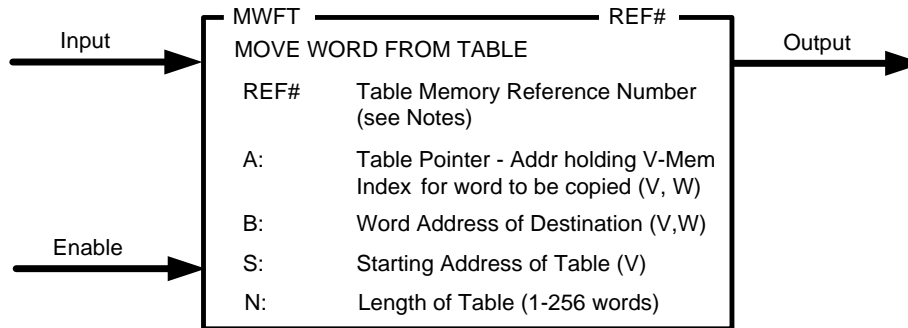 MWFT REF#
Input
MOVE WORD FROM TABLE
Output
REF# Table Memory Reference Number
(see Notes)
A: Table Pointer - Addr holding V-Mem
Index for word to be copied (V, W)
B: Word Address of Destination (V,W)
Enable
S: Starting Address of Table (V)
N: Length of Table (1-256 words)